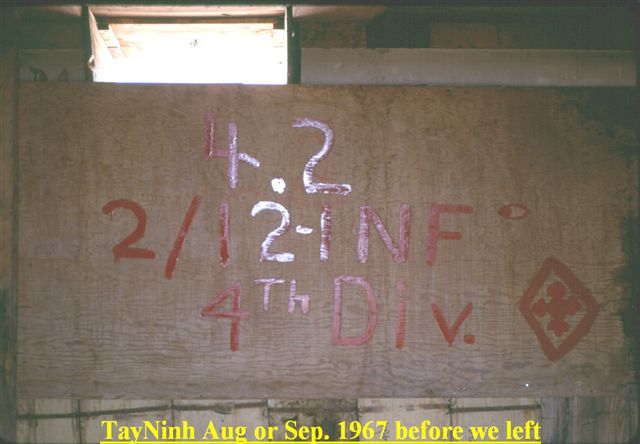 4.2
2/12-INF
4Th Div.
TayNinh Aug or Sep. 1967 before we left